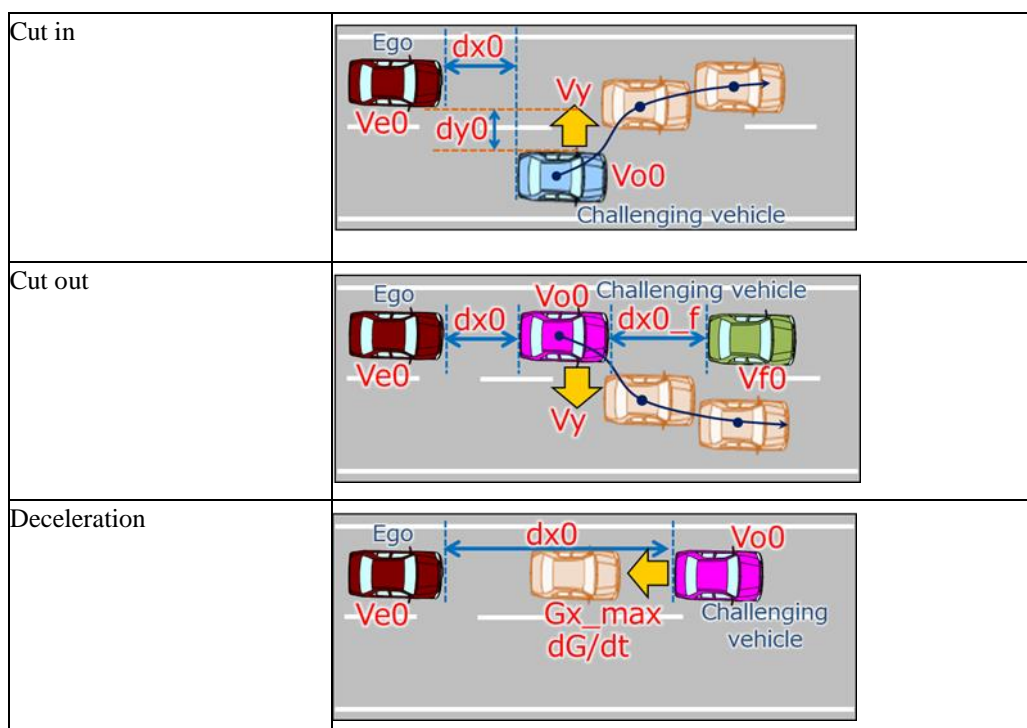 Cut in
Ego
dx0
Vy
Ve0
dy0
Vo0
Challenging vehicle
Cut out
Ego
Vo0
Challenging vehicle
dx0
dx0_f
Ve0
Vf0
Vy
Deceleration
Ego
dx0
Vo0
Ve0
Gx_max
dG/dt
Challenging
vehicle